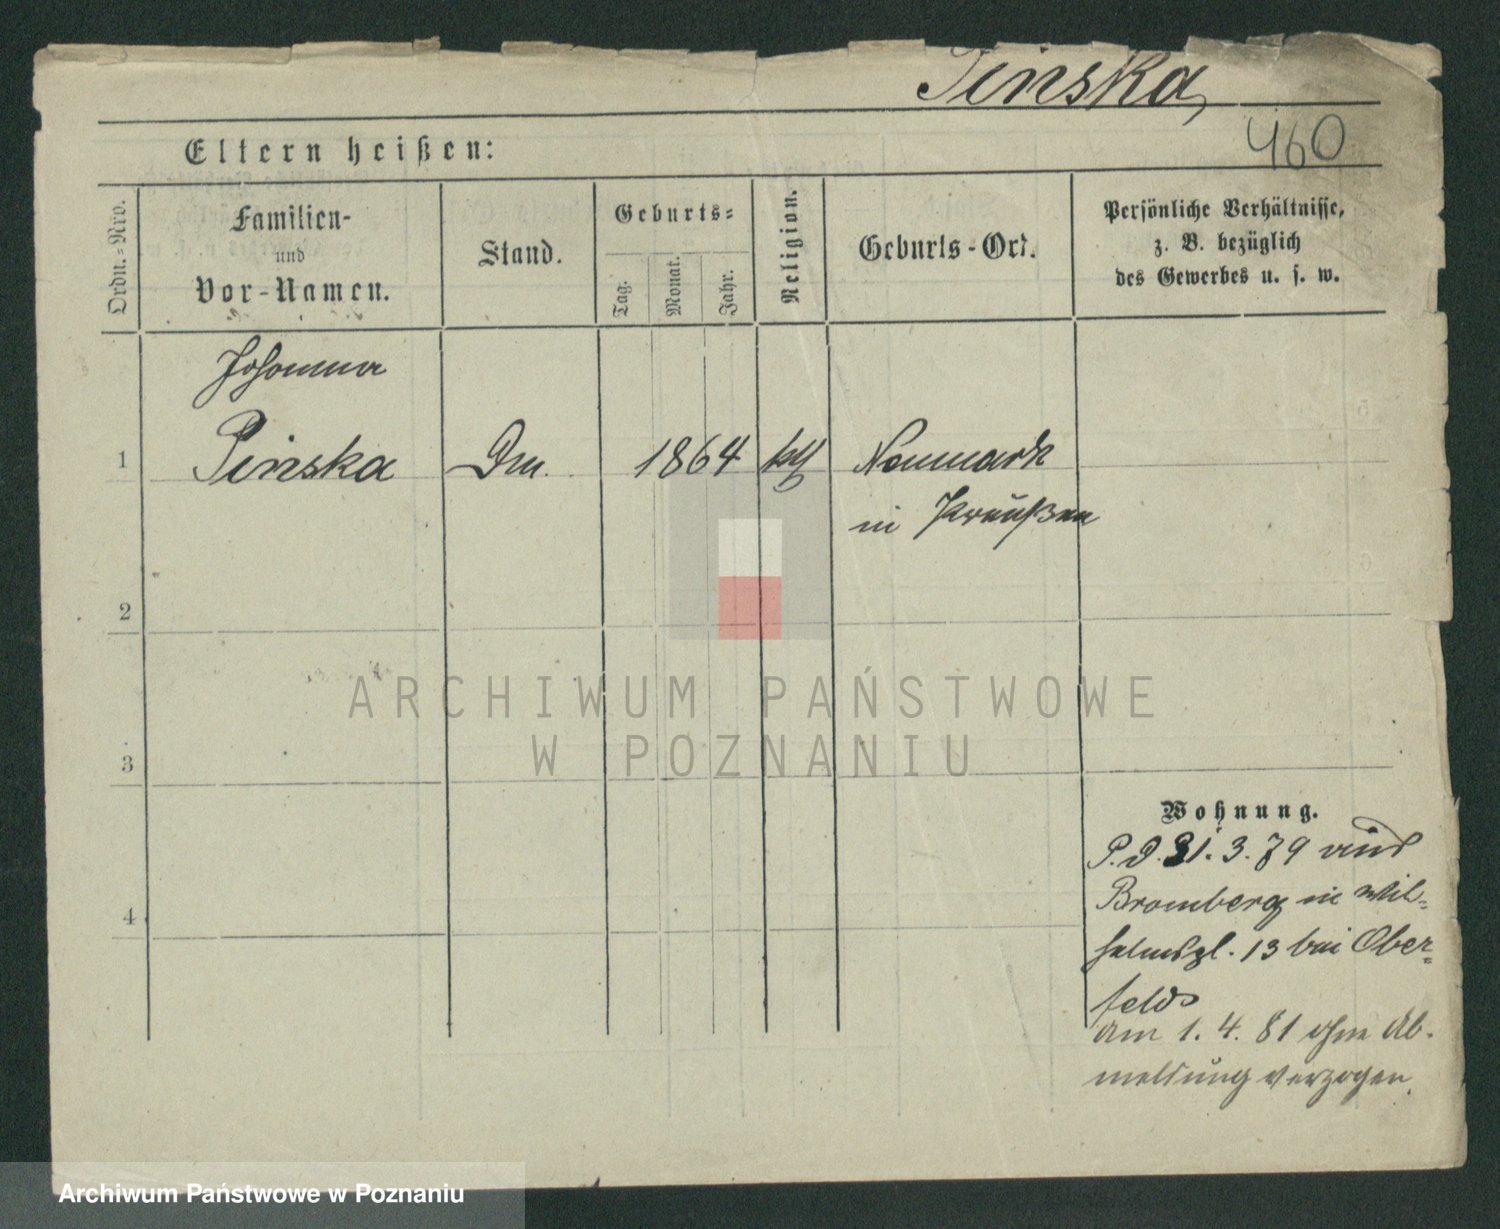 Pinska
460
Eltern heißen:
Ordn.-Nro.
Familien-
und
Vor-Namen.
Stand.
Geburts-
Tag.
Monat.
Jahr.
Religion.
Geburts-Ort.
Persönliche Verhältnisse,
z. B. bezüglich
des Gewerbes u. s. w.
Johanna
1 Pinska Dm. 1864 kth Neumark
in Preußen
2
3
4
ARCHIWUM PAŃSTWOWE
W POZNANIU
Wohnung.
P. D. 31. 3. 79 aus
Bromberg in Wil-
helmspl. 13 bei Ober-
felds
Am 1. 4. 81 ohne Ab-
meldung verzogen.
Archiwum Państwowe w Poznaniu